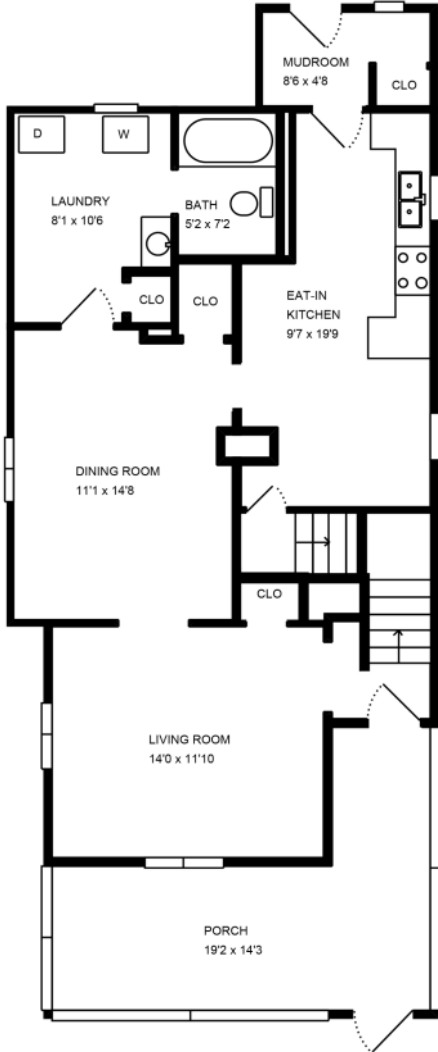 MUDROOM
8'6 x 4'8
CLO
D
W
LAUNDRY
8'1 x 10'6
BATH
5'2 x 7'2
CLO
CLO
EAT-IN
KITCHEN
9'7 x 19'9
DINING ROOM
11'1 x 14'8
CLO
LIVING ROOM
14'0 x 11'10
PORCH
19'2 x 14'3